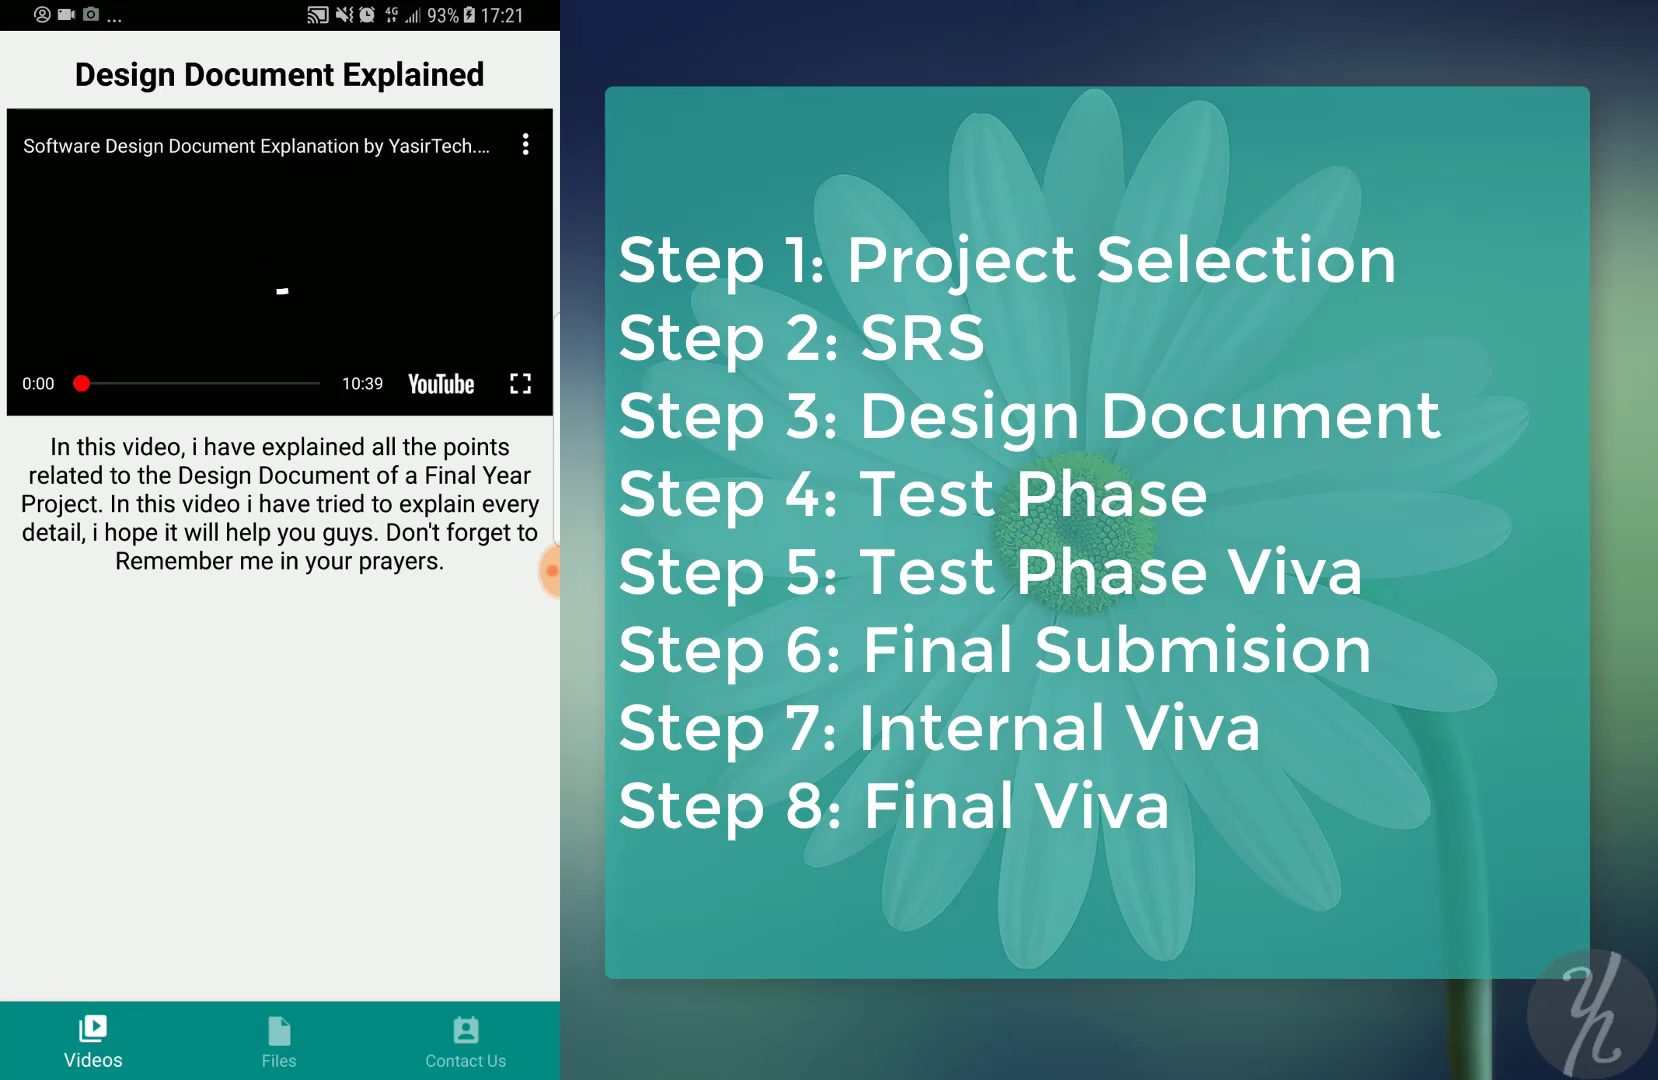 ... 4G 93% 17:21
Design Document Explained
Software Design Document Explanation by YasirTech....
0:00 10:39 YouTube
In this video, i have explained all the points
related to the Design Document of a Final Year
Project. In this video i have tried to explain every
detail, i hope it will help you guys. Don't forget to
Remember me in your prayers.
Videos Files Contact Us
Step 1: Project Selection
Step 2: SRS
Step 3: Design Document
Step 4: Test Phase
Step 5: Test Phase Viva
Step 6: Final Submision
Step 7: Internal Viva
Step 8: Final Viva